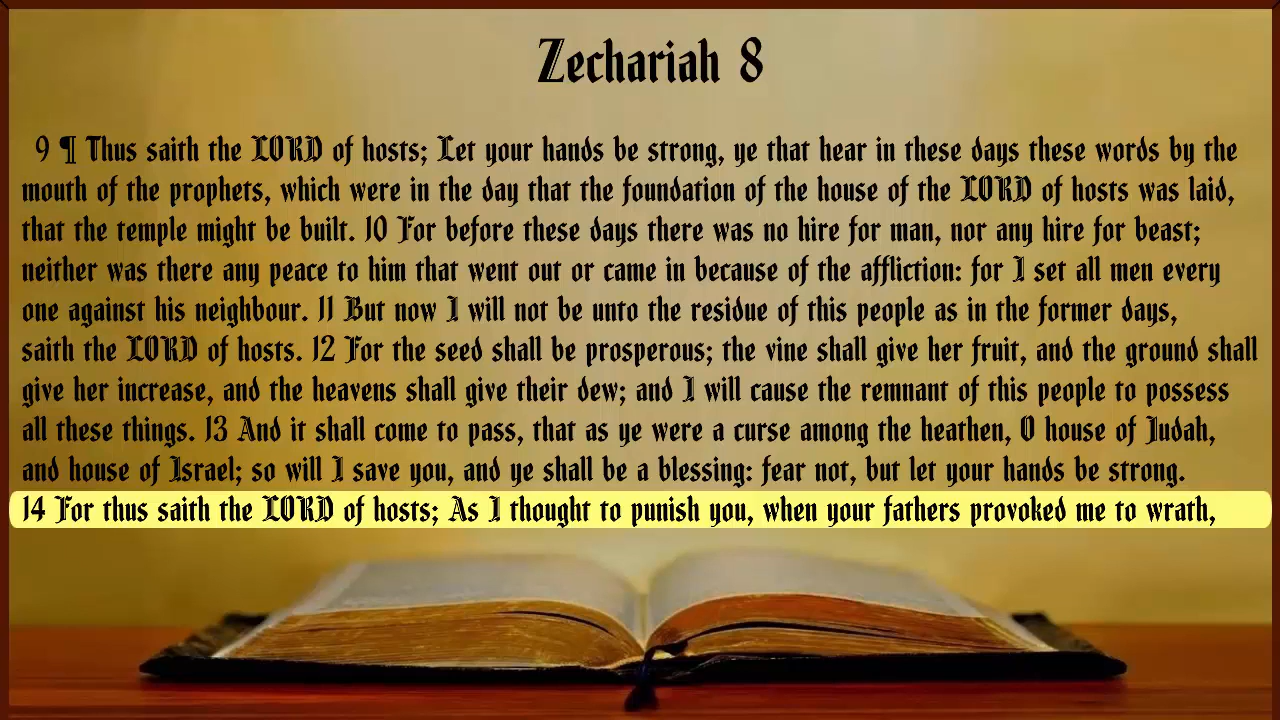 Zechariah 8
9 ¶ Thus saith the LORD of hosts; Let your hands be strong, ye that hear in these days these words by the
mouth of the prophets, which were in the day that the foundation of the house of the LORD of hosts was laid,
that the temple might be built. 10 For before these days there was no hire for man, nor any hire for beast;
neither was there any peace to him that went out or came in because of the affliction: for I set all men every
one against his neighbour. 11 But now I will not be unto the residue of this people as in the former days,
saith the LORD of hosts. 12 For the seed shall be prosperous; the vine shall give her fruit, and the ground shall
give her increase, and the heavens shall give their dew; and I will cause the remnant of this people to possess
all these things. 13 And it shall come to pass, that as ye were a curse among the heathen, O house of Judah,
and house of Israel; so will I save you, and ye shall be a blessing: fear not, but let your hands be strong.
14 For thus saith the LORD of hosts; As I thought to punish you, when your fathers provoked me to wrath,